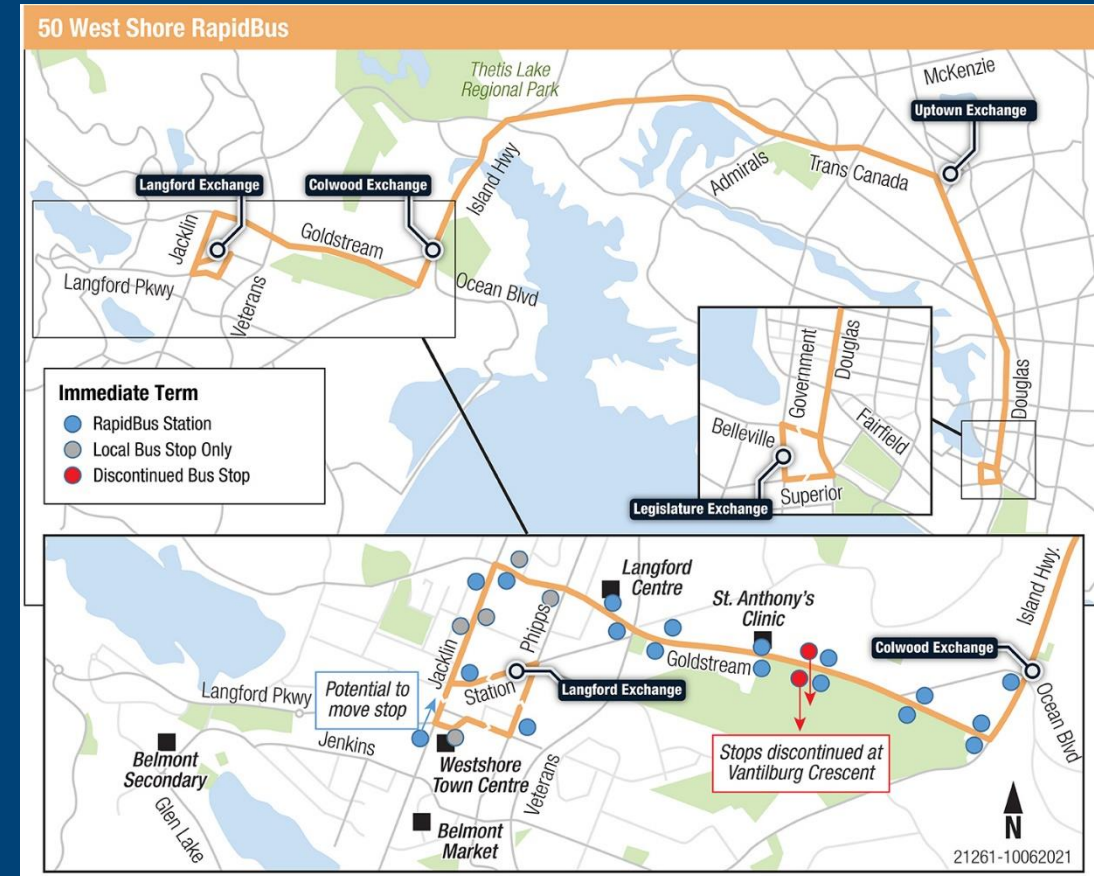 50 West Shore RapidBus
Thetis Lake
Regional Park
McKenzie
Uptown Exchange
Admirals
Trans Canada
Langford Exchange
Colwood Exchange
Island Hwy
Jacklin
Goldstream
Langford Pkwy
Veterans
Ocean Blvd
Douglas
Government
Douglas
Belleville
Fairfield
Superior
Legislature Exchange
Immediate Term
RapidBus Station
Local Bus Stop Only
Discontinued Bus Stop
Langford
Centre
St. Anthony's
Clinic
Island Hwy.
Phipps
Jacklin
Goldstream
Colwood Exchange
Langford Pkwy
Station
Langford Exchange
Potential to
move stop
Ocean Blvd
Jenkins
Belmont
Secondary
Westshore
Town Centre
Veterans
Stops discontinued at
Vantilburg Crescent
Glen Lake
Belmont
Market
N
21261-10062021